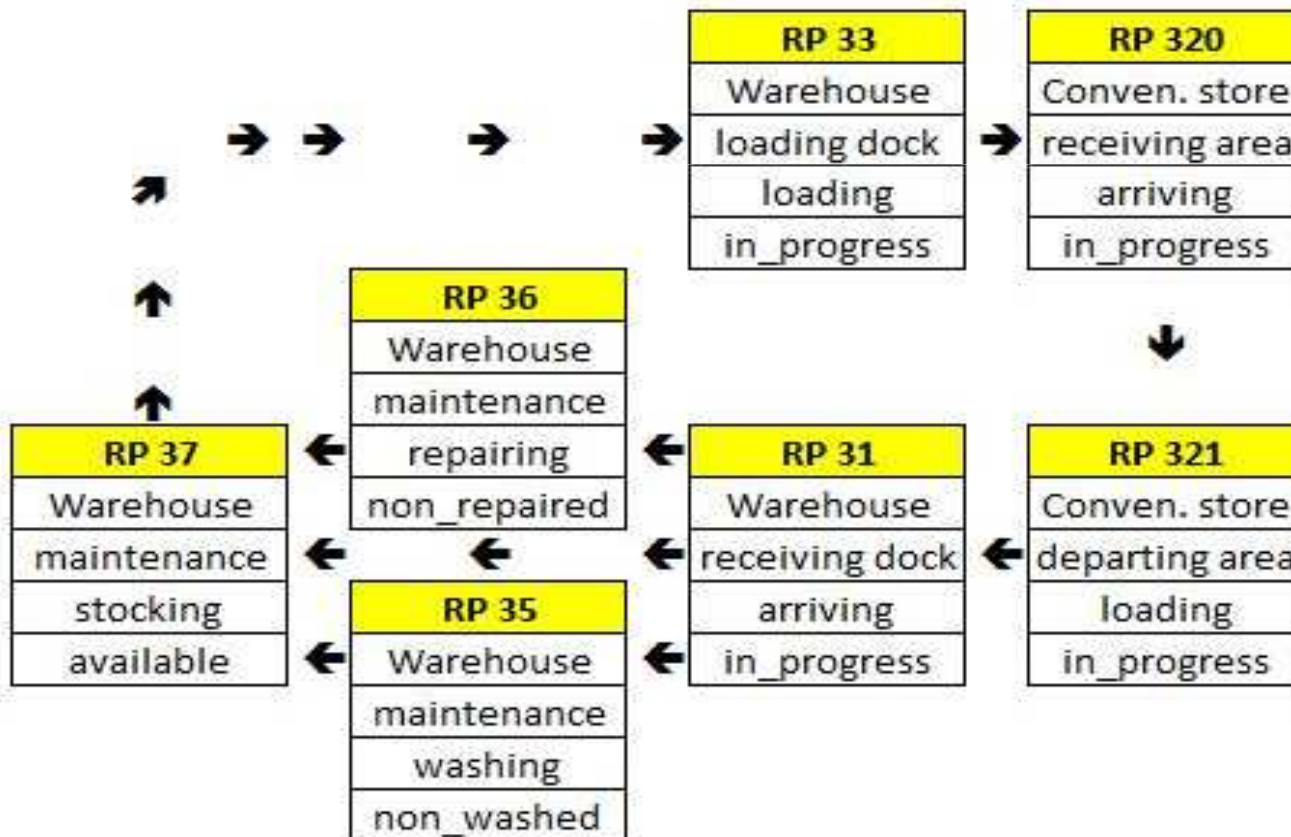 RP 33
Warehouse
loading dock
loading
in_progress
RP 320
Conven. store
receiving area
arriving
in_progress
RP 36
Warehouse
maintenance
repairing
non_repaired
RP 37
Warehouse
maintenance
stocking
available
RP 31
Warehouse
receiving dock
arriving
in_progress
RP 321
Conven. store
departing area
loading
in_progress
RP 35
Warehouse
maintenance
washing
non_washed